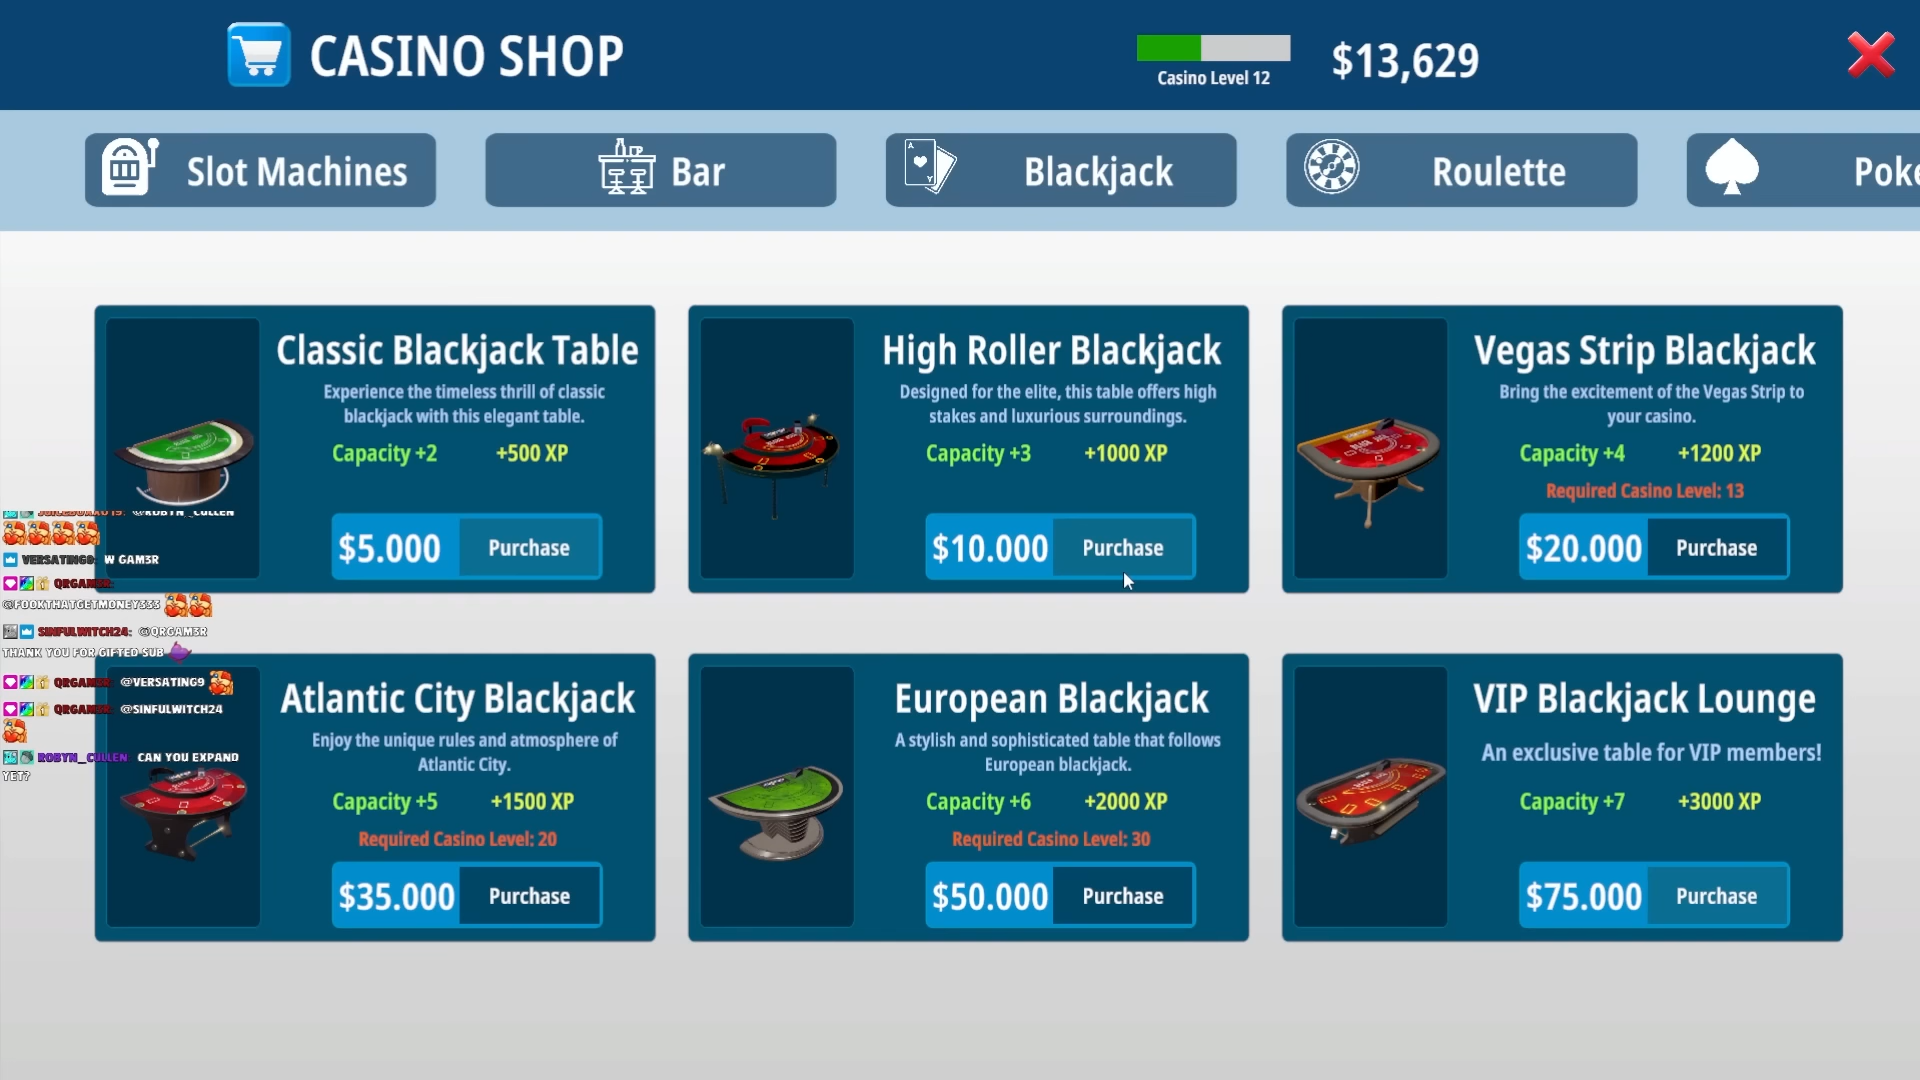 CASINO SHOP
Casino Level 12
$13,629
Slot Machines
Bar
Blackjack
Roulette
Poke
Classic Blackjack Table
Experience the timeless thrill of classic
blackjack with this elegant table.
Capacity +2 +500 XP
$5.000 Purchase
High Roller Blackjack
Designed for the elite, this table offers high
stakes and luxurious surroundings.
Capacity +3 +1000 XP
$10.000 Purchase
Vegas Strip Blackjack
Bring the excitement of the Vegas Strip to
your casino.
Capacity +4 +1200 XP
Required Casino Level: 13
$20.000 Purchase
@ROBYN_CULLEN
VERSATING9: W GAM3R
QRGAM3R:
@FOOKTHATGETMONEY333
SINFULWITCH24: @QRGAM3R
THANK YOU FOR GIFTED SUB
QRGAM3R: @VERSATING9
QRGAM3R: @SINFULWITCH24
ROBYN_CULLEN: CAN YOU EXPAND
YET?
Atlantic City Blackjack
Enjoy the unique rules and atmosphere of
Atlantic City.
Capacity +5 +1500 XP
Required Casino Level: 20
$35.000 Purchase
European Blackjack
A stylish and sophisticated table that follows
European blackjack.
Capacity +6 +2000 XP
Required Casino Level: 30
$50.000 Purchase
VIP Blackjack Lounge
An exclusive table for VIP members!
Capacity +7 +3000 XP
$75.000 Purchase